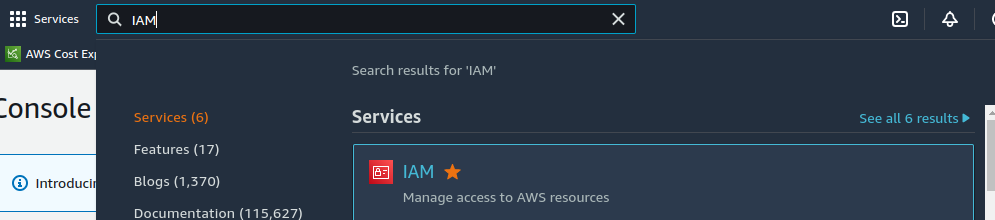 Services
IAM
AWS Cost Exp
Search results for 'IAM'
Console
Services (6)
Services
See all 6 results
Features (17)
IAM
Introducin
Blogs (1,370)
Manage access to AWS resources
Documentation (115,627)